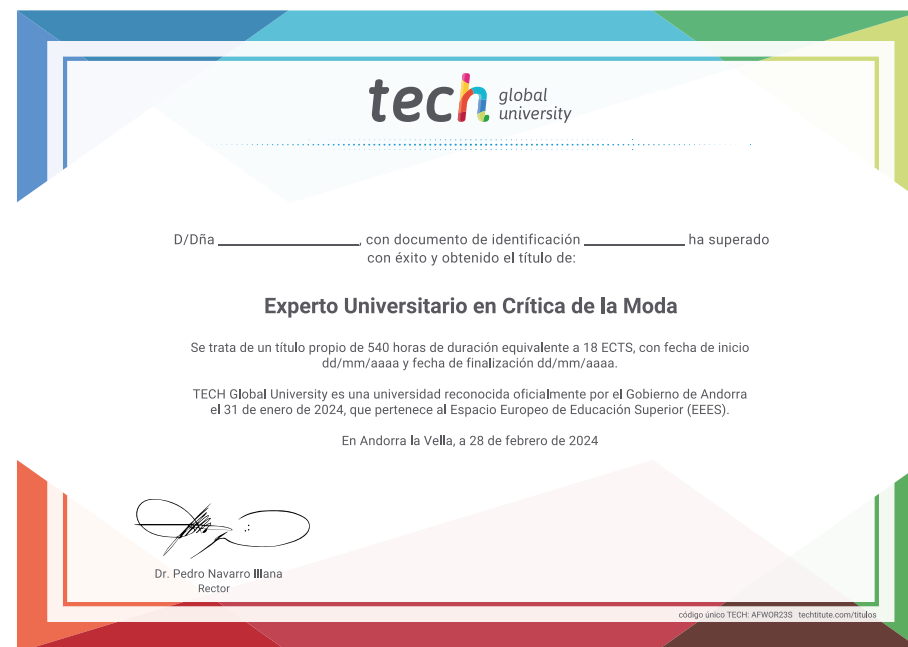 tech global university
D/Dña ____________________, con documento de identificación ______________ ha superado
con éxito y obtenido el título de:
Experto Universitario en Crítica de la Moda
Se trata de un título propio de 540 horas de duración equivalente a 18 ECTS, con fecha de inicio
dd/mm/aaaa y fecha de finalización dd/mm/aaaa.
TECH Global University es una universidad reconocida oficialmente por el Gobierno de Andorra
el 31 de enero de 2024, que pertenece al Espacio Europeo de Educación Superior (EEES).
En Andorra la Vella, a 28 de febrero de 2024
Dr. Pedro Navarro Illana
Rector
código único TECH: AFWOR23S techtitute.com/titulos